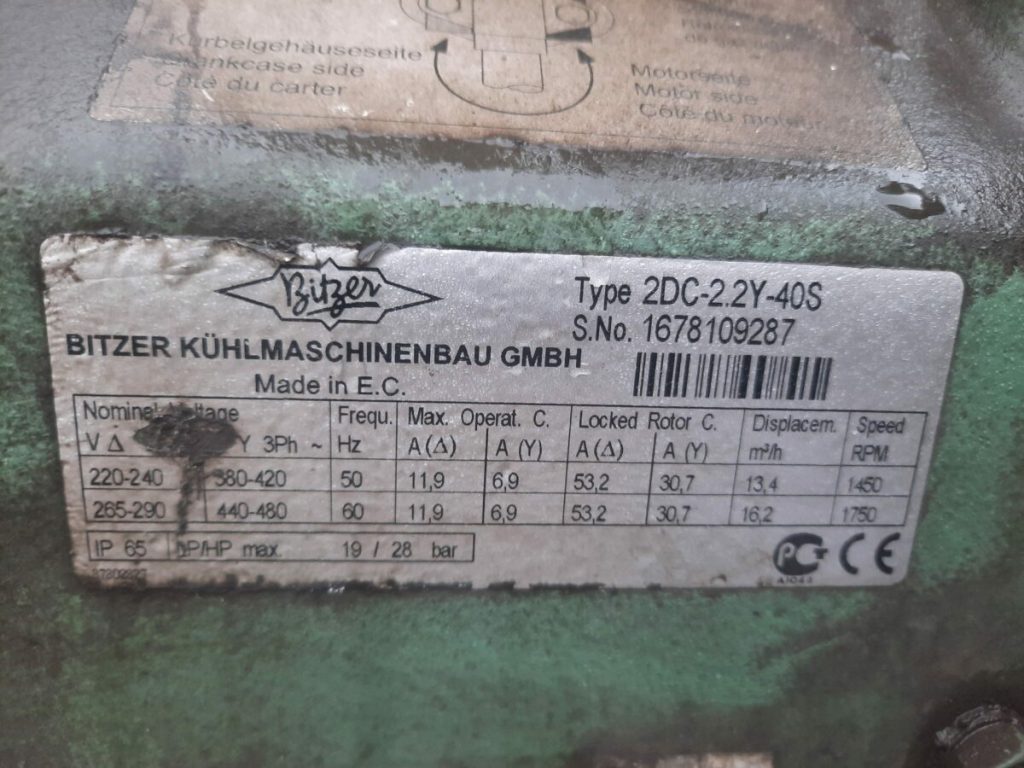 Kurbelgehäuseseite
Crankcase side
Côté du carter
Motorseite
Motor side
Côté du moteur
Bitzer
Type 2DC-2.2Y-40S
S.No. 1678109287
BITZER KÜHLMASCHINENBAU GMBH
Made in E.C.
Nominal Voltage Frequ. Max. Operat. C. Locked Rotor C. Displacem. Speed
V Δ Y 3Ph ~ Hz A (Δ) A (Y) A (Δ) A (Y) m³/h RPM
220-240 380-420 50 11,9 6,9 53,2 30,7 13,4 1450
265-290 440-480 60 11,9 6,9 53,2 30,7 16,2 1750
IP 65 LP/HP max. 19 / 28 bar
PCT CE